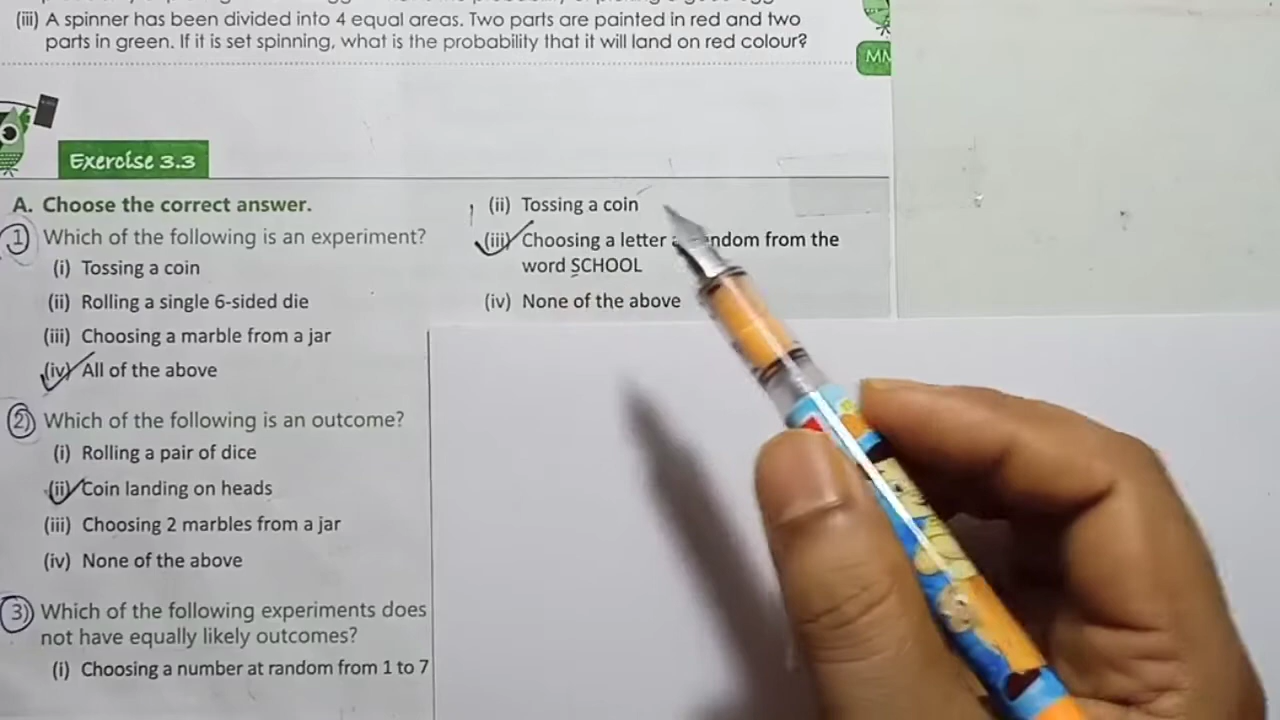 (iii) A spinner has been divided into 4 equal areas. Two parts are painted in red and two
parts in green. If it is set spinning, what is the probability that it will land on red colour?
Exercise 3.3
A. Choose the correct answer.
1) Which of the following is an experiment?
(i) Tossing a coin
(ii) Rolling a single 6-sided die
(iii) Choosing a marble from a jar
(iv) All of the above
2) Which of the following is an outcome?
(i) Rolling a pair of dice
(ii) Coin landing on heads
(iii) Choosing 2 marbles from a jar
(iv) None of the above
3) Which of the following experiments does
not have equally likely outcomes?
(i) Choosing a number at random from 1 to 7
(ii) Tossing a coin
(iii) Choosing a letter random from the
word SCHOOL
(iv) None of the above